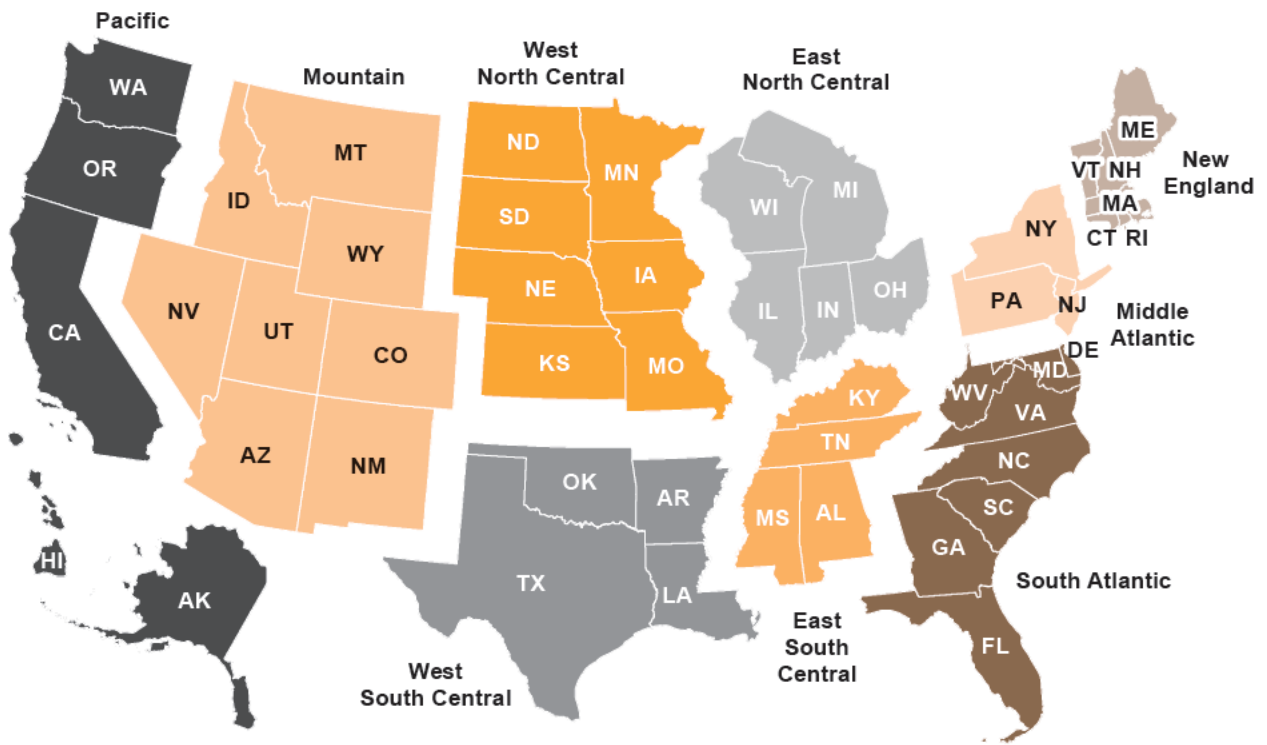 Pacific
WA
OR
CA
HI
AK
Mountain
MT
ID
WY
NV
UT
CO
AZ
NM
West
North Central
ND
MN
SD
IA
NE
KS
MO
East
North Central
WI
MI
IL
IN
OH
New
England
ME
VT NH
MA
CT RI
Middle
Atlantic
NY
PA
NJ
South Atlantic
DE
MD
WV
VA
NC
SC
GA
FL
East
South
Central
KY
TN
MS
AL
West
South Central
OK
AR
TX
LA